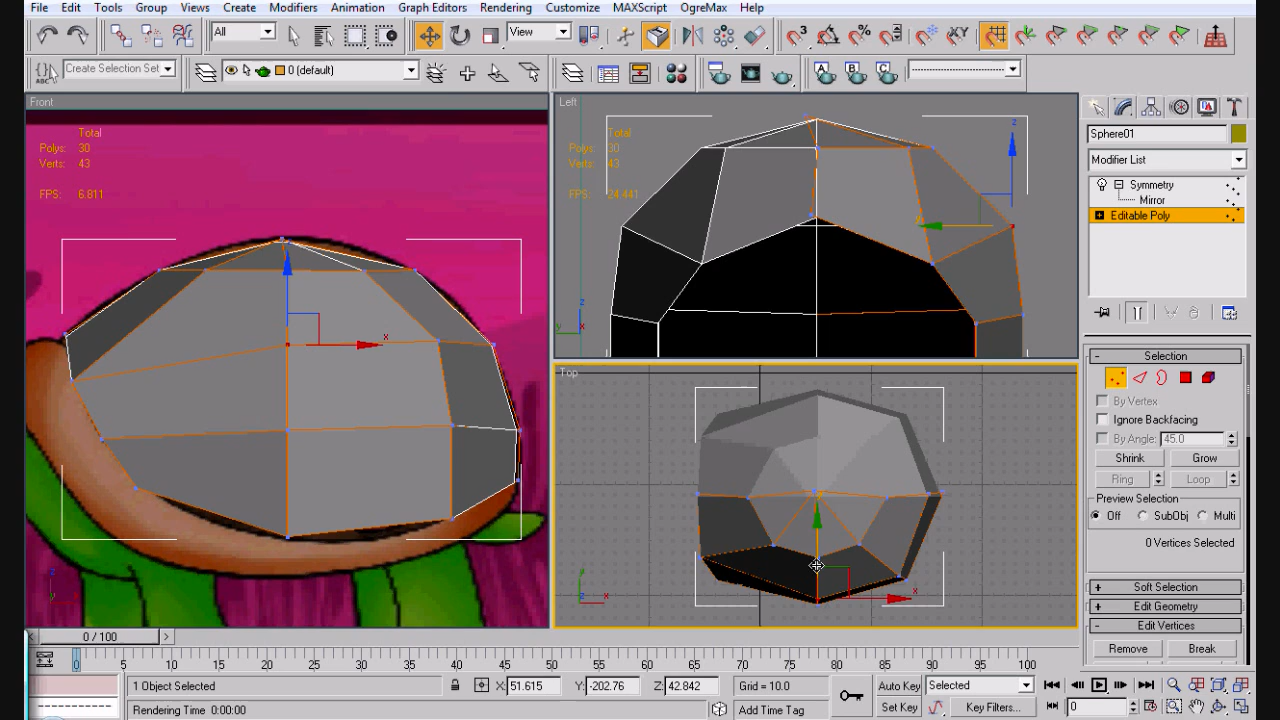 File Edit Tools Group Views Create Modifiers Animation Graph Editors Rendering Customize MAXScript OgreMax Help
All View
Create Selection Set 0 (default)
Front
Total
Polys: 30
Verts: 43
FPS: 6.811
Left
Total
Polys: 30
Verts: 43
FPS: 24.441
Top
Sphere01
Modifier List
Symmetry
Mirror
Editable Poly
Selection
By Vertex
Ignore Backfacing
By Angle: 45.0
Shrink Grow
Ring Loop
Preview Selection
Off SubObj Multi
0 Vertices Selected
Soft Selection
Edit Geometry
Edit Vertices
Remove Break
0 / 100
0 5 10 15 20 25 30 35 40 45 50 55 60 65 70 75 80 85 90 95 100
1 Object Selected X: 51.615 Y: -202.76 Z: 42.842 Grid = 10.0 Auto Key Selected
Rendering Time 0:00:00 Add Time Tag Set Key Key Filters... 0